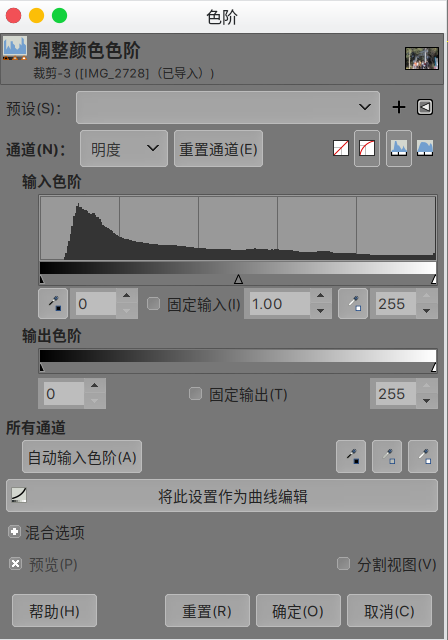 色阶
调整颜色色阶
裁剪-3 ([IMG_2728]（已导入）)
预设(S)：
通道(N)： 明度 重置通道(E)
输入色阶
0 固定输入(I) 1.00 255
输出色阶
0 固定输出(T) 255
所有通道
自动输入色阶(A)
将此设置作为曲线编辑
混合选项
预览(P) 分割视图(V)
帮助(H) 重置(R) 确定(O) 取消(C)